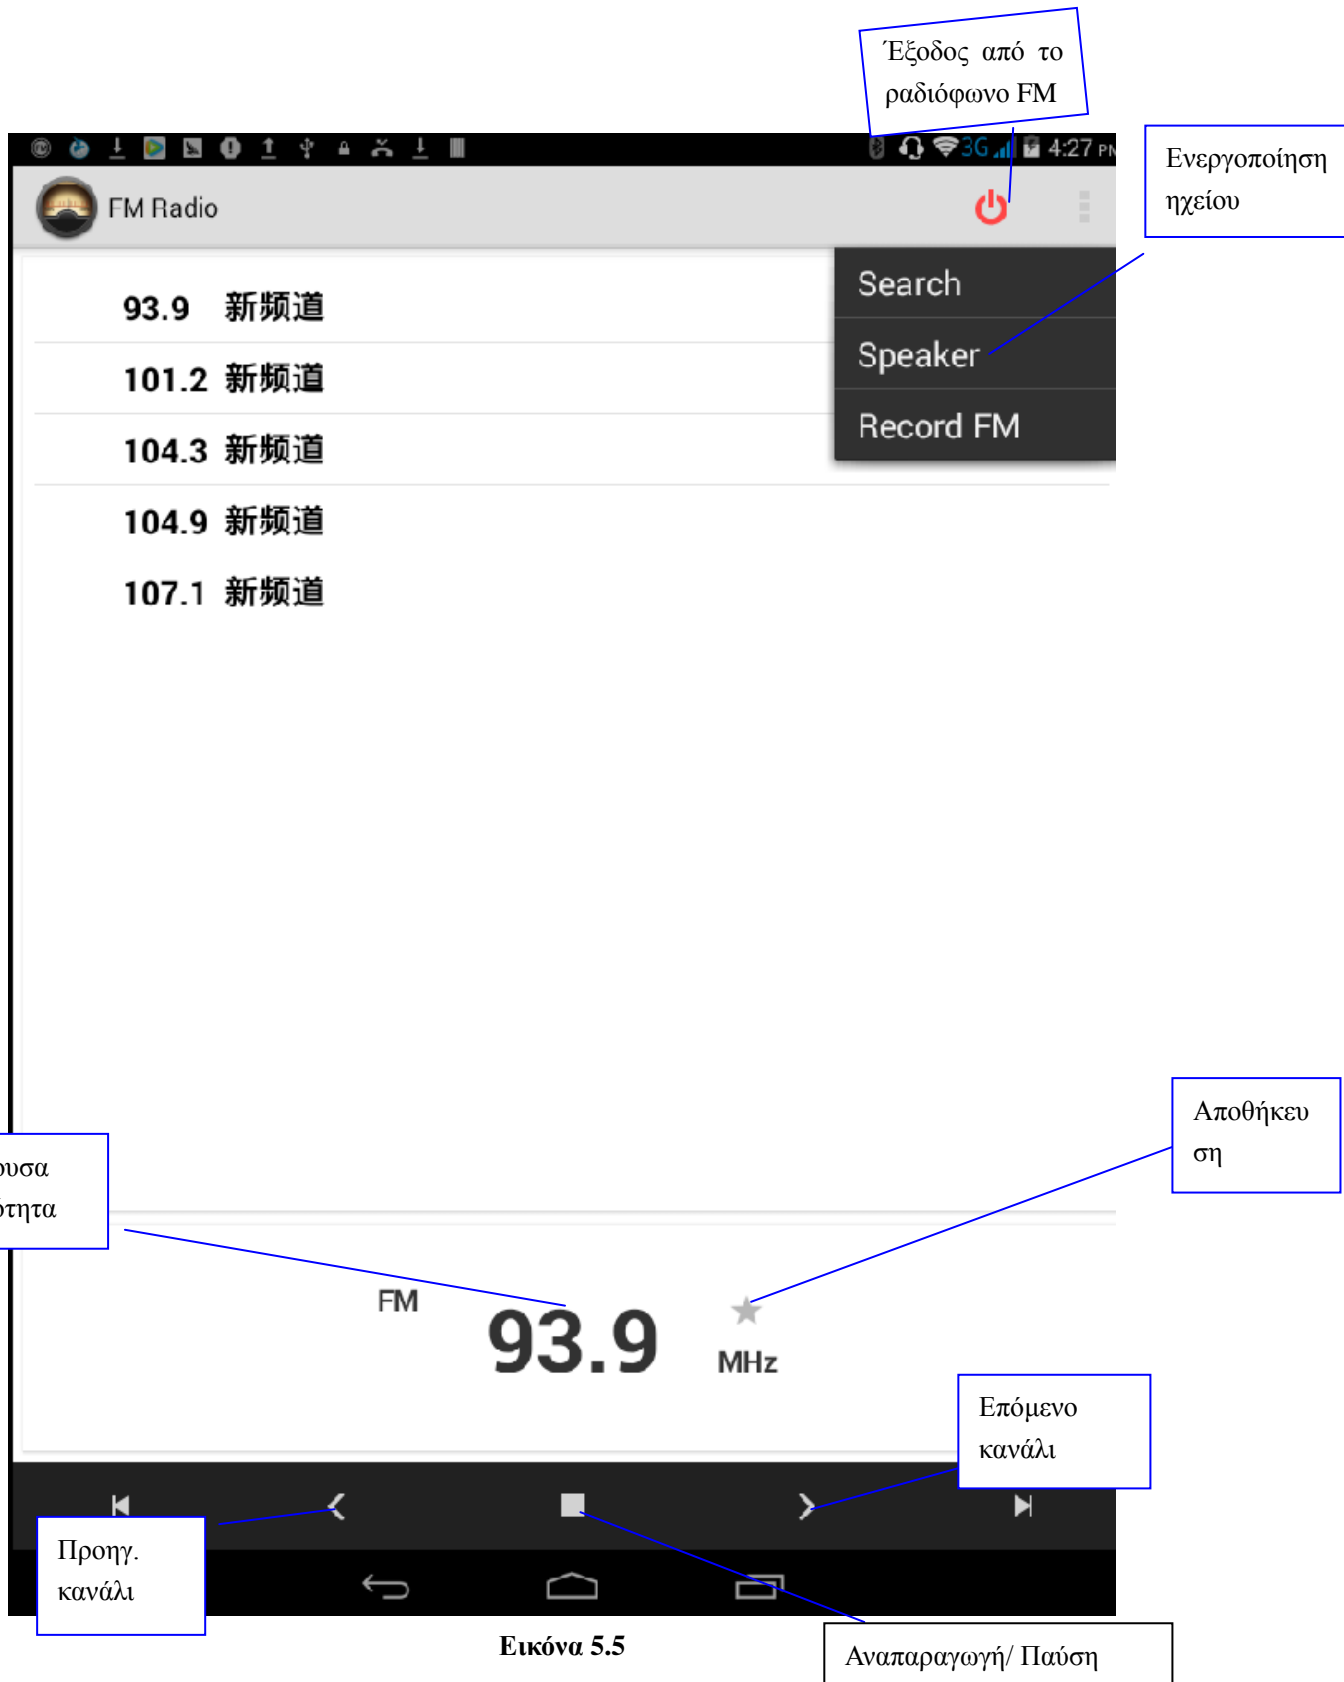 Έξοδος από το
ραδιόφωνο FM
3G 4:27 PM
Ενεργοποίηση
ηχείου
FM Radio
Search
93.9 新频道
Speaker
101.2 新频道
Record FM
104.3 新频道
104.9 新频道
107.1 新频道
Αποθήκευ
ση
FM
93.9
MHz
Επόμενο
κανάλι
Προηγ.
κανάλι
Εικόνα 5.5
Αναπαραγωγή/ Παύση